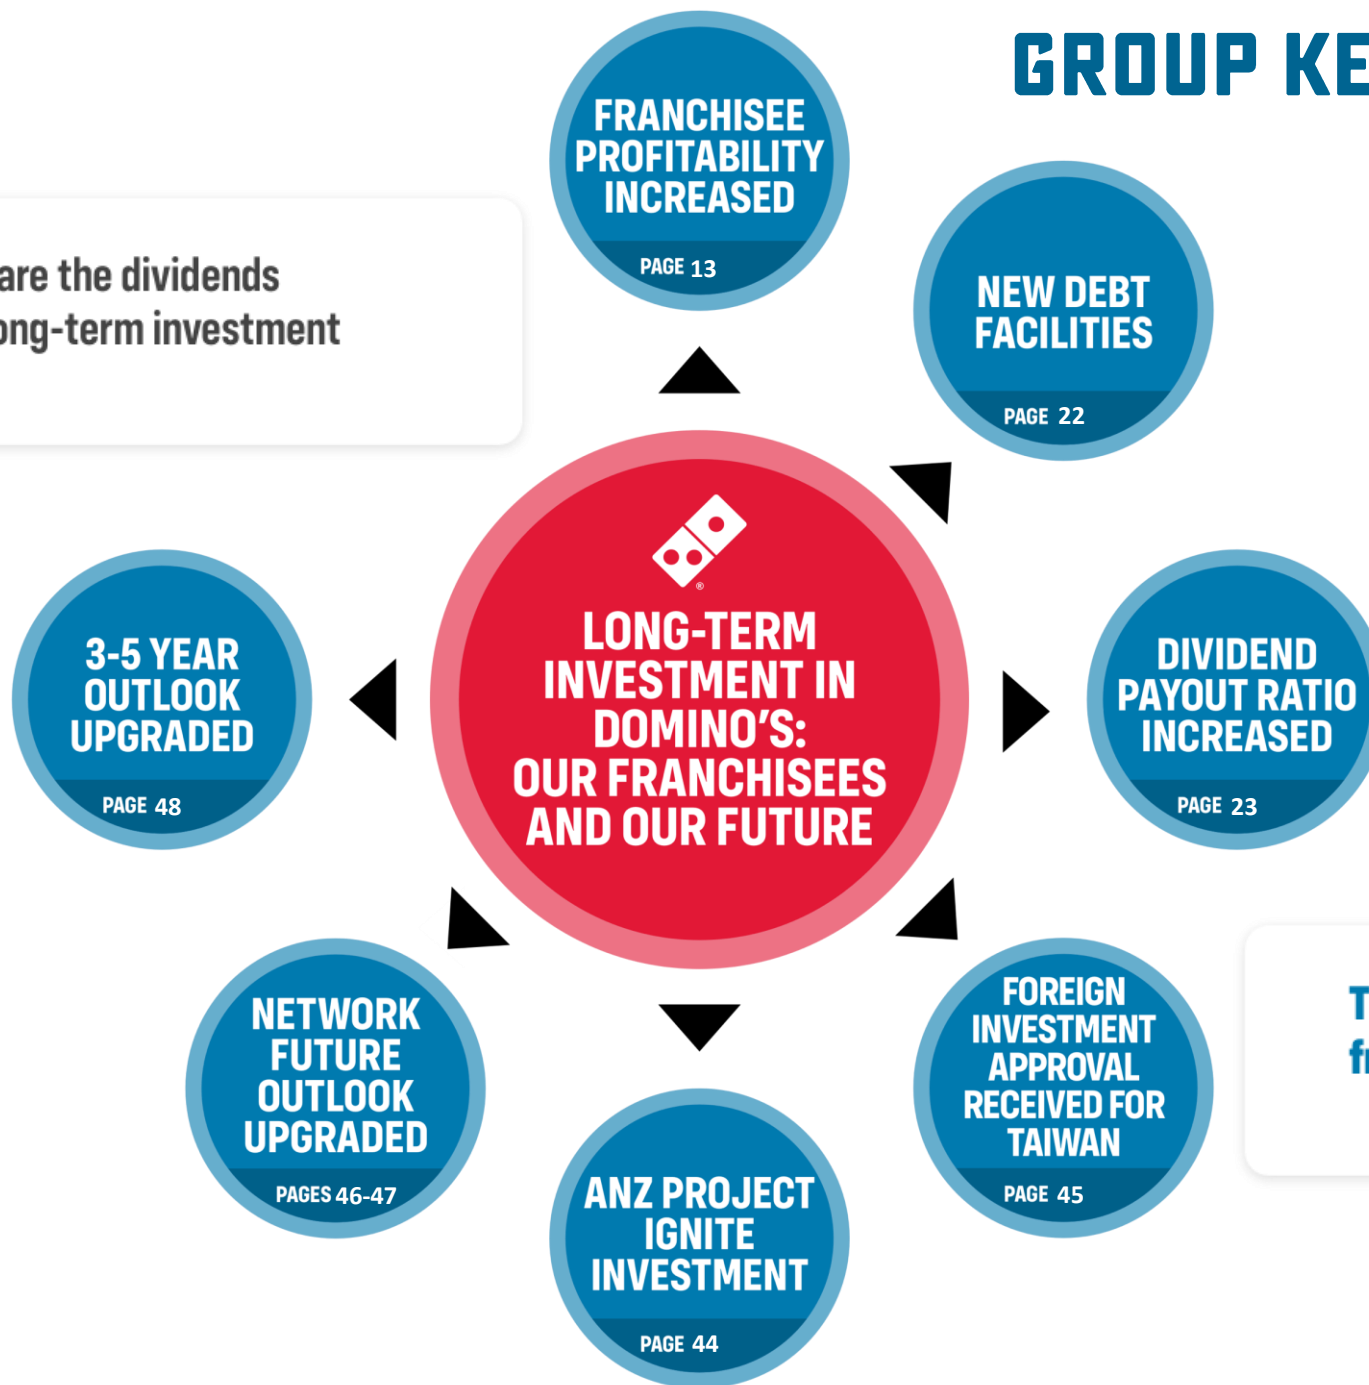 GROUP KE
are the dividends
ong-term investment
FRANCHISEE
PROFITABILITY
INCREASED
PAGE 13
NEW DEBT
FACILITIES
PAGE 22
3-5 YEAR
OUTLOOK
UPGRADED
PAGE 48
LONG-TERM
INVESTMENT IN
DOMINO'S:
OUR FRANCHISEES
AND OUR FUTURE
DIVIDEND
PAYOUT RATIO
INCREASED
PAGE 23
NETWORK
FUTURE
OUTLOOK
UPGRADED
PAGES 46-47
ANZ PROJECT
IGNITE
INVESTMENT
PAGE 44
FOREIGN
INVESTMENT
APPROVAL
RECEIVED FOR
TAIWAN
PAGE 45
T
fr